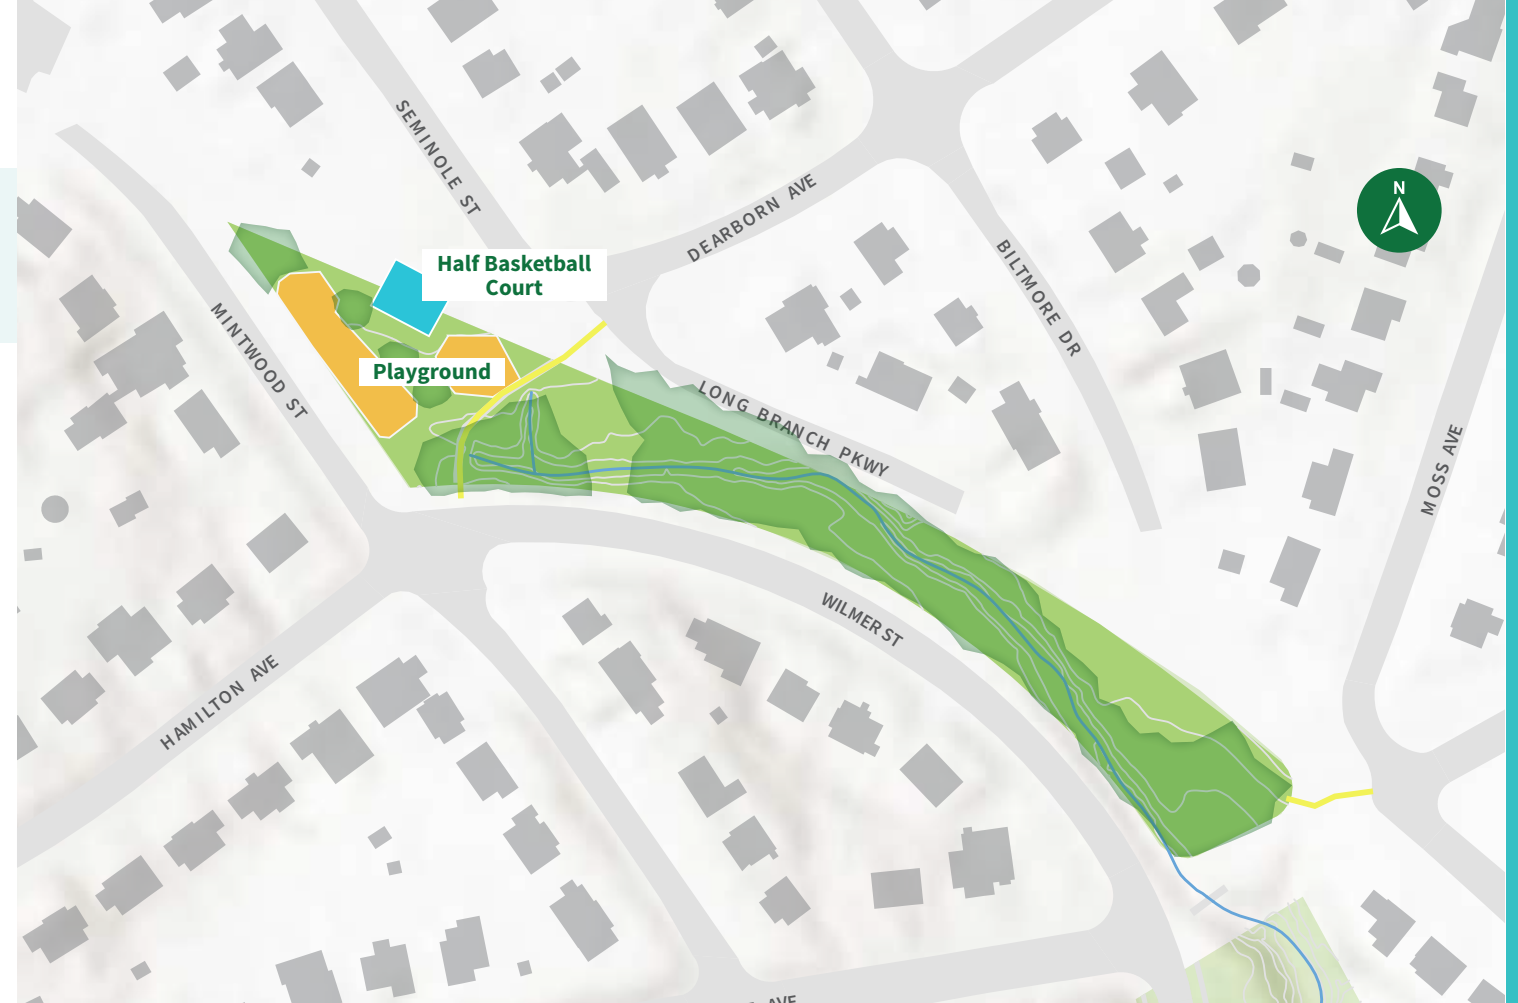 SEMINOLE ST
DEARBORN AVE
N
Half Basketball
Court
BILTMORE DR
MINTWOOD ST
Playground
LONG BRANCH PKWY
MOSS AVE
WILMER ST
HAMILTON AVE
AVE